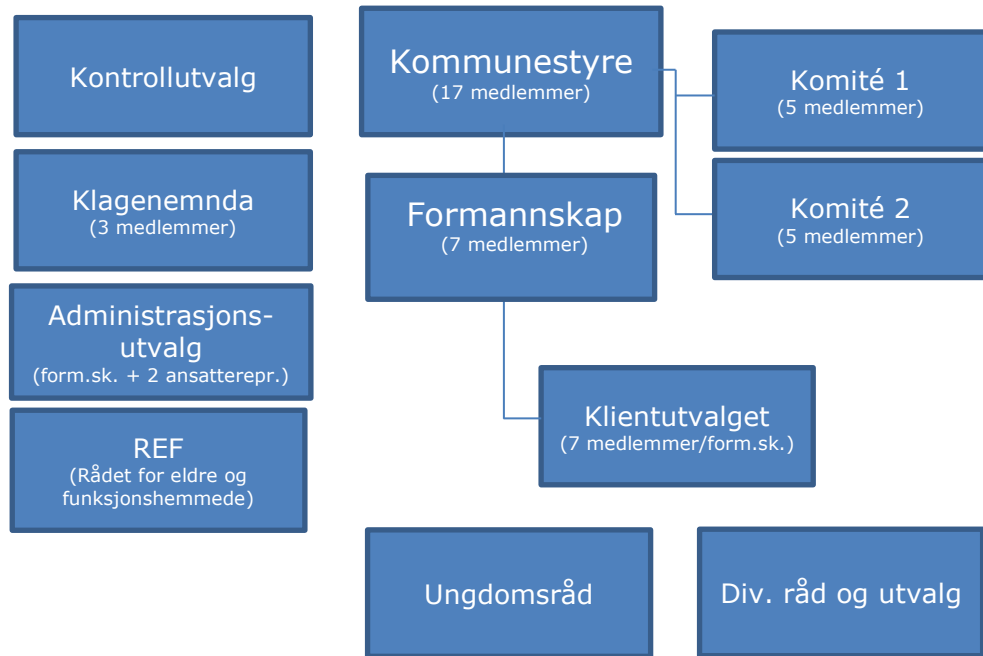 Kontrollutvalg
Klagenemnda
(3 medlemmer)
Administrasjons-
utvalg
(form.sk. + 2 ansatterepr.)
REF
(Rådet for eldre og
funksjonshemmede)
Kommunestyre
(17 medlemmer)
Formannskap
(7 medlemmer)
Komité 1
(5 medlemmer)
Komité 2
(5 medlemmer)
Klientutvalget
(7 medlemmer/form.sk.)
Ungdomsråd
Div. råd og utvalg